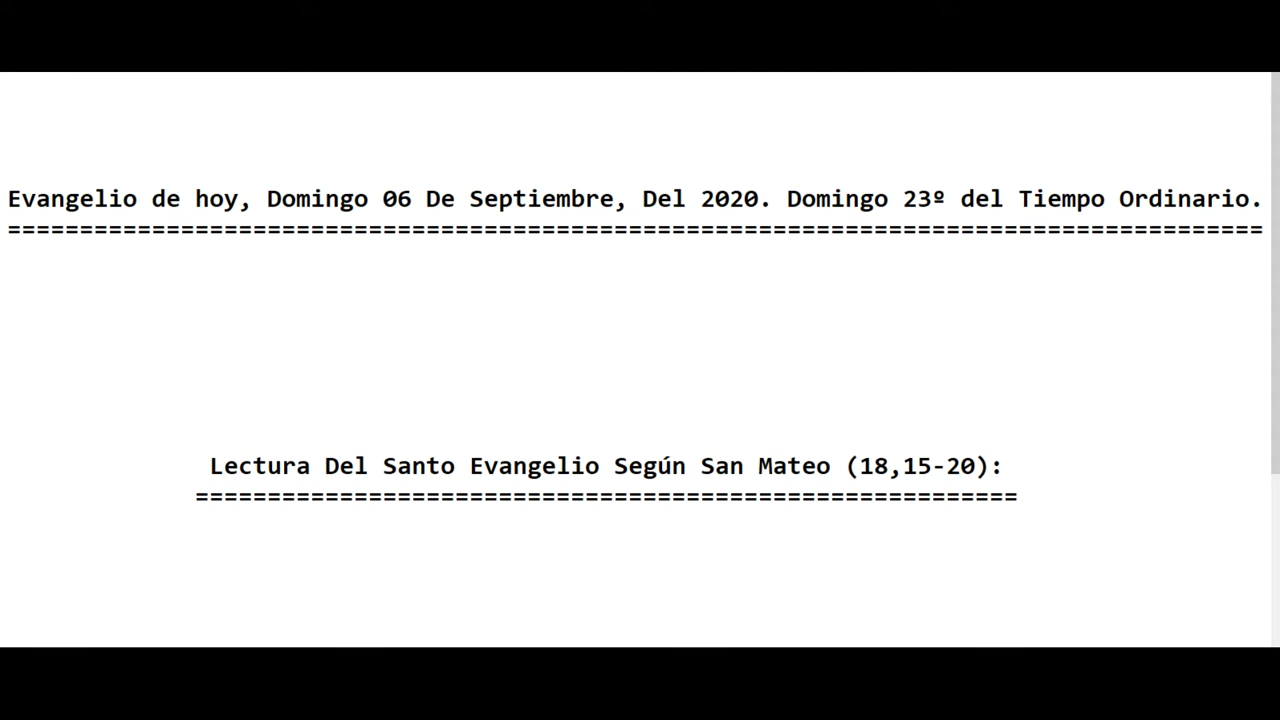 Evangelio de hoy, Domingo 06 De Septiembre, Del 2020. Domingo 23º del Tiempo Ordinario.
=======================================================================================
Lectura Del Santo Evangelio Según San Mateo (18,15-20):
=========================================================